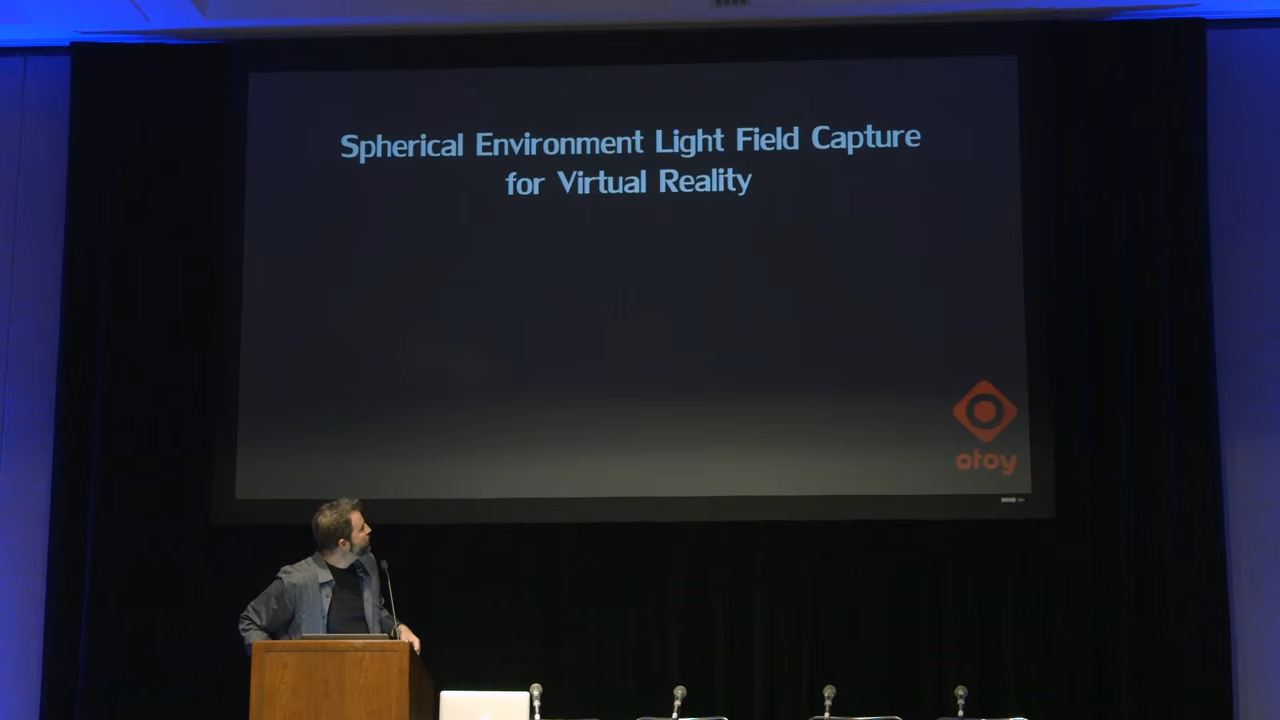 Spherical Environment Light Field Capture
for Virtual Reality
otoy